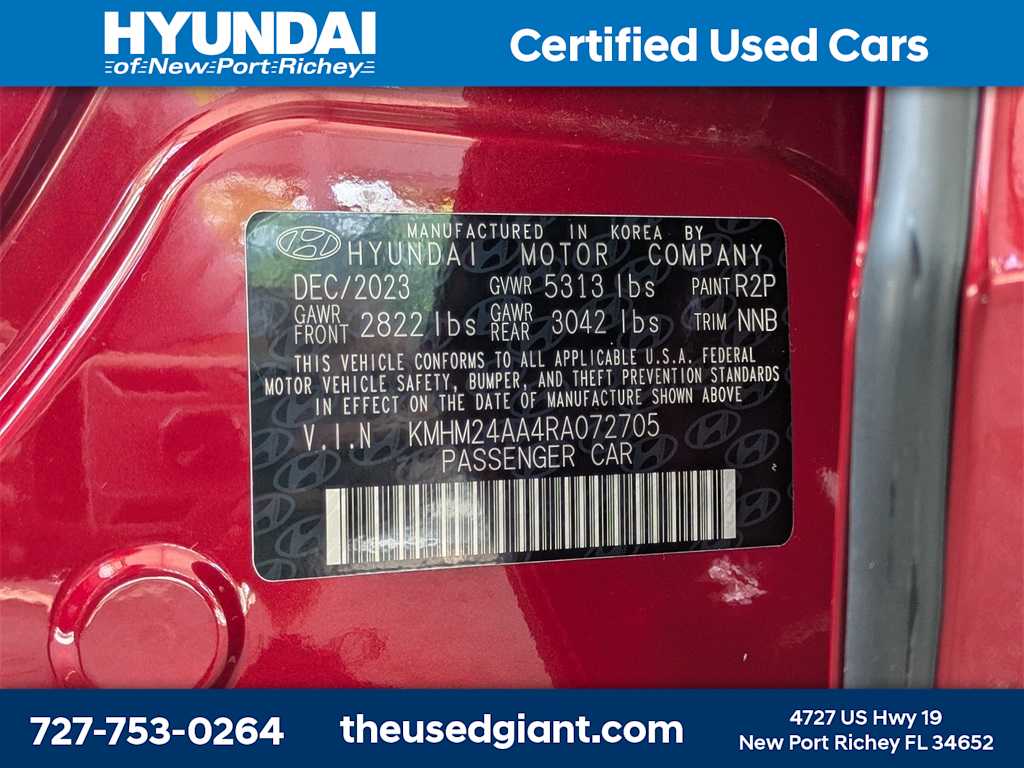 HYUNDAI
of New Port Richey
Certified Used Cars
MANUFACTURED IN KOREA BY
HYUNDAI MOTOR COMPANY
DEC/2023 GVWR 5313 lbs PAINT R2P
GAWR FRONT 2822 lbs GAWR REAR 3042 lbs TRIM NNB
THIS VEHICLE CONFORMS TO ALL APPLICABLE U.S.A. FEDERAL
MOTOR VEHICLE SAFETY, BUMPER, AND THEFT PREVENTION STANDARDS
IN EFFECT ON THE DATE OF MANUFACTURE SHOWN ABOVE
V.I.N KMHM24AA4RA072705
PASSENGER CAR
727-753-0264
theusedgiant.com
4727 US Hwy 19
New Port Richey FL 34652